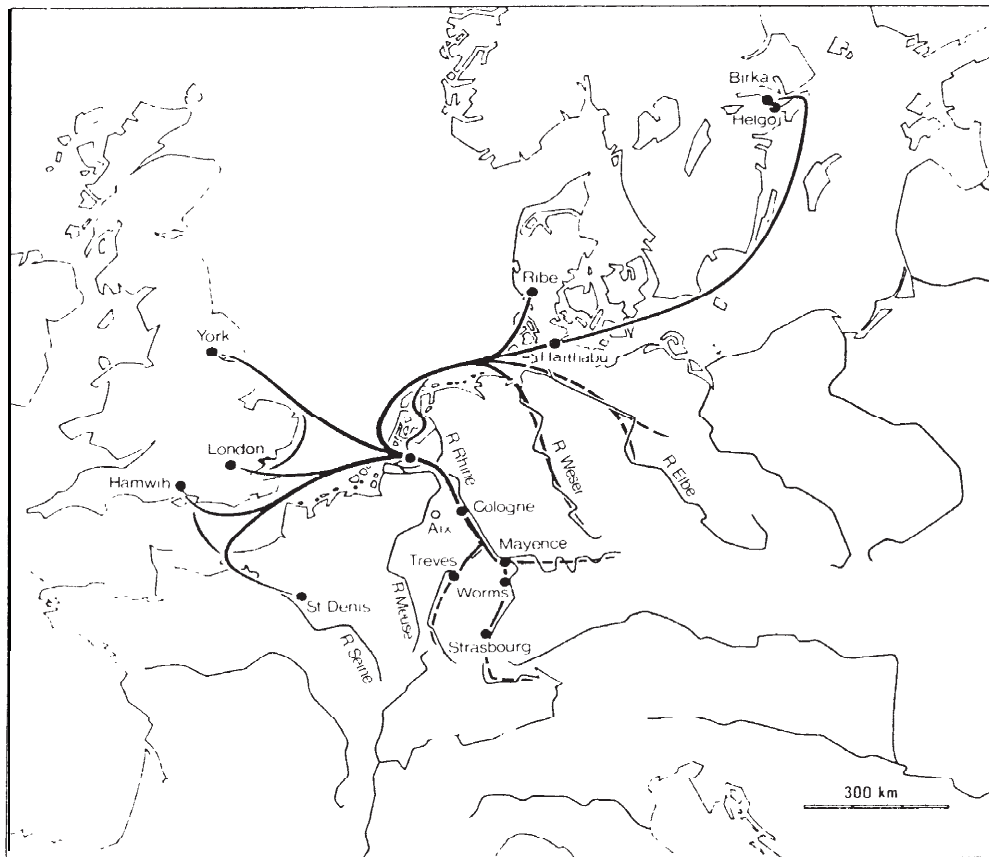 Birka
Helgo
Ribe
York
Haithabu
London
Hamwih
R Rhine
R Weser
R Elbe
Cologne
Aix
Mayence
Treves
Worms
St Denis
R Meuse
Strasbourg
R Seine
300 km